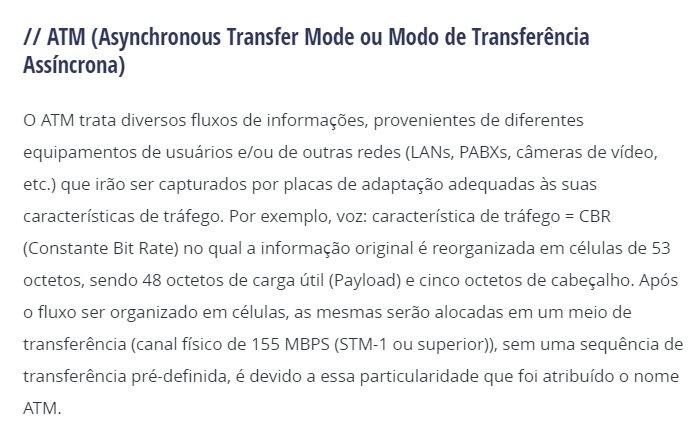 // ATM (Asynchronous Transfer Mode ou Modo de Transferência
Assíncrona)
O ATM trata diversos fluxos de informações, provenientes de diferentes
equipamentos de usuários e/ou de outras redes (LANs, PABXs, câmeras de vídeo,
etc.) que irão ser capturados por placas de adaptação adequadas às suas
características de tráfego. Por exemplo, voz: característica de tráfego = CBR
(Constante Bit Rate) no qual a informação original é reorganizada em células de 53
octetos, sendo 48 octetos de carga útil (Payload) e cinco octetos de cabeçalho. Após
o fluxo ser organizado em células, as mesmas serão alocadas em um meio de
transferência (canal físico de 155 MBPS (STM-1 ou superior)), sem uma sequência de
transferência pré-definida, é devido a essa particularidade que foi atribuído o nome
ATM.